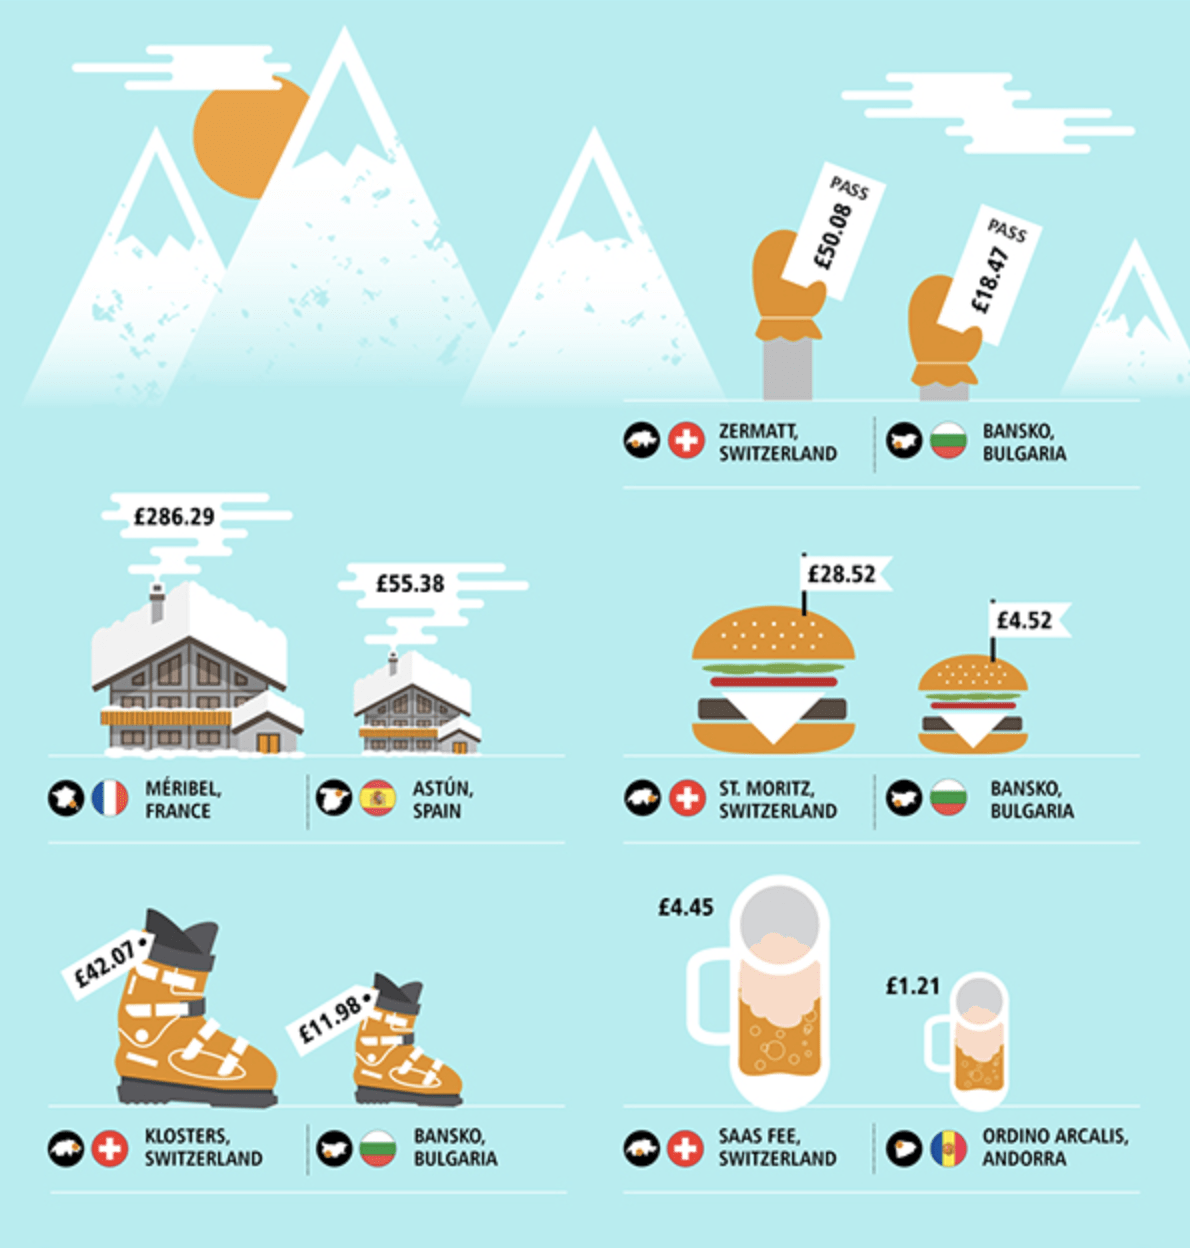 PASS
£50.08
PASS
£18.47
ZERMATT,
SWITZERLAND
BANSKO,
BULGARIA
£286.29
£55.38
MÉRIBEL,
FRANCE
ASTÚN,
SPAIN
£28.52
£4.52
ST. MORITZ,
SWITZERLAND
BANSKO,
BULGARIA
£42.07
£11.98
KLOSTERS,
SWITZERLAND
BANSKO,
BULGARIA
£4.45
£1.21
SAAS FEE,
SWITZERLAND
ORDINO ARCALIS,
ANDORRA